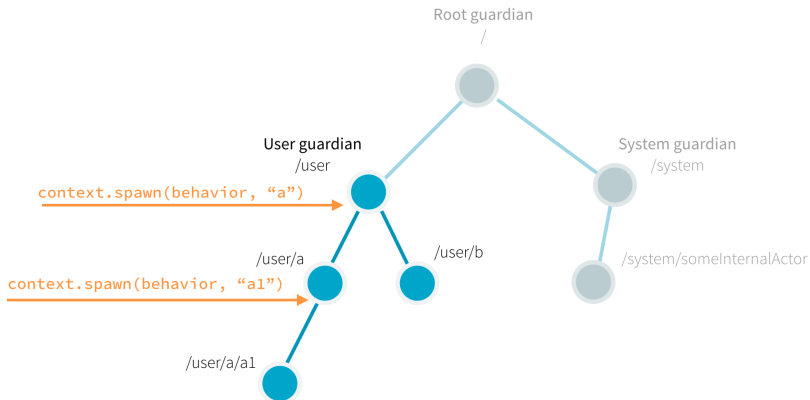 Root guardian
/
User guardian
/user
System guardian
/system
context.spawn(behavior, “a”)
/user/a
/user/b
/system/someInternalActor
context.spawn(behavior, “a1”)
/user/a/a1